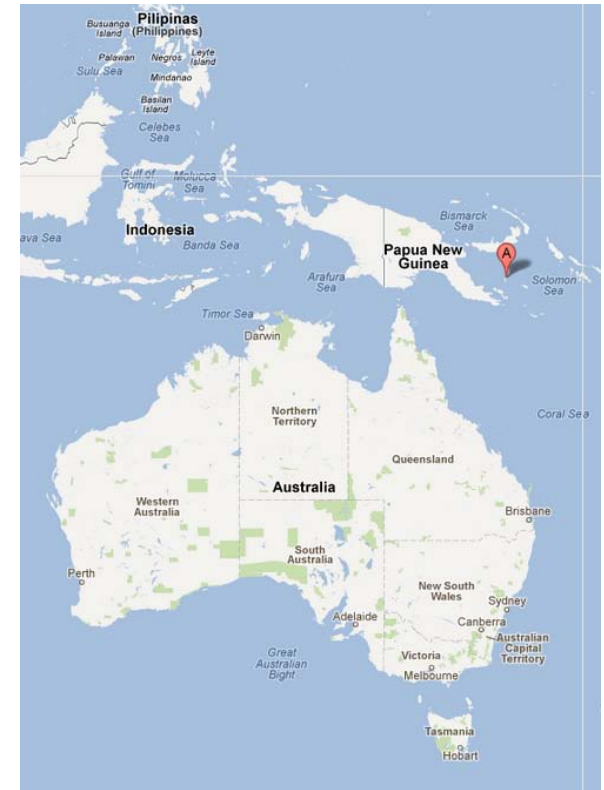 Pilipinas
(Philippines)
Busuanga
Island
Palawan
Negros
Leyte
Island
Sulu Sea
Mindanao
Basilan
Island
Celebes
Sea
Gulf of
Tomini
Molucca
Sea
Indonesia
ava Sea
Banda Sea
Bismarck
Sea
Papua New
Guinea
A
Solomon
Sea
Arafura
Sea
Timor Sea
Darwin
Northern
Territory
Coral Sea
Queensland
Australia
Western
Australia
Brisbane
South
Australia
Perth
New South
Wales
Sydney
Adelaide
Canberra
Australian
Capital
Territory
Great
Australian
Bight
Victoria
Melbourne
Tasmania
Hobart